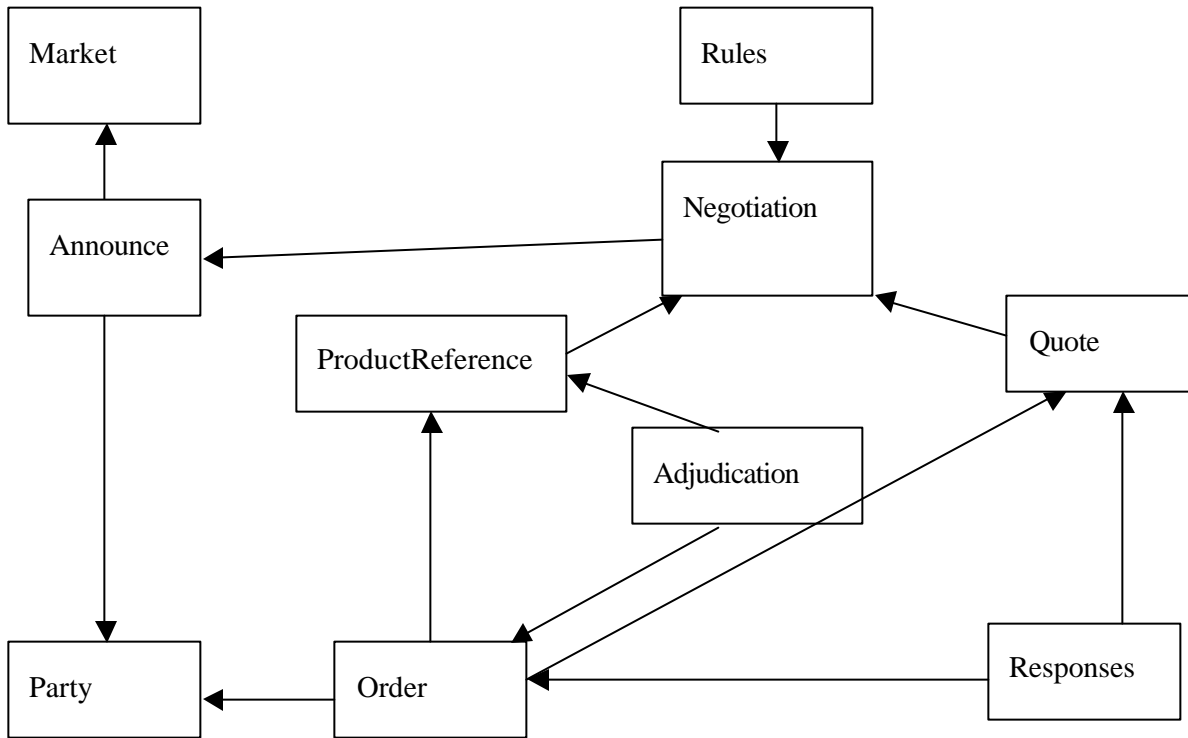 Market
Rules
Negotiation
Announce
ProductReference
Quote
Adjudication
Party
Order
Responses